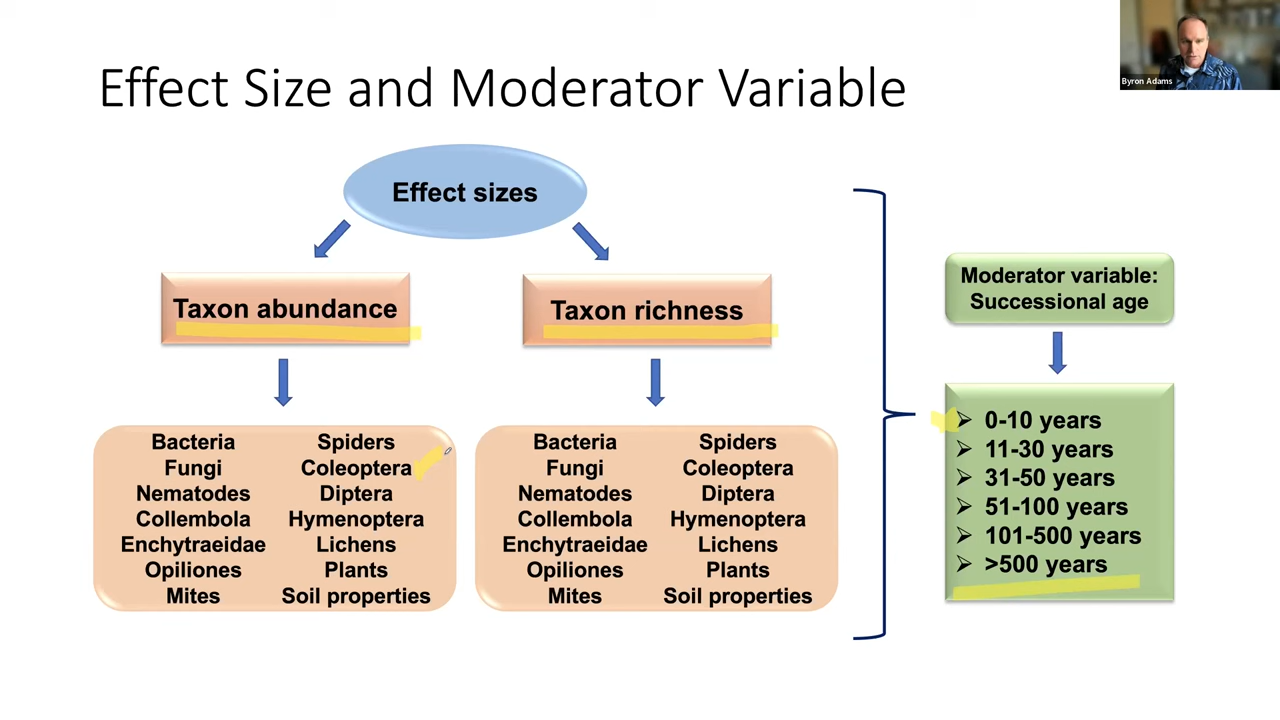 Effect Size and Moderator Variable
Byron Adams
Effect sizes
Taxon abundance
Taxon richness
Bacteria
Fungi
Nematodes
Collembola
Enchytraeidae
Opiliones
Mites
Spiders
Coleoptera
Diptera
Hymenoptera
Lichens
Plants
Soil properties
Bacteria
Fungi
Nematodes
Collembola
Enchytraeidae
Opiliones
Mites
Spiders
Coleoptera
Diptera
Hymenoptera
Lichens
Plants
Soil properties
Moderator variable:
Successional age
0-10 years
11-30 years
31-50 years
51-100 years
101-500 years
>500 years